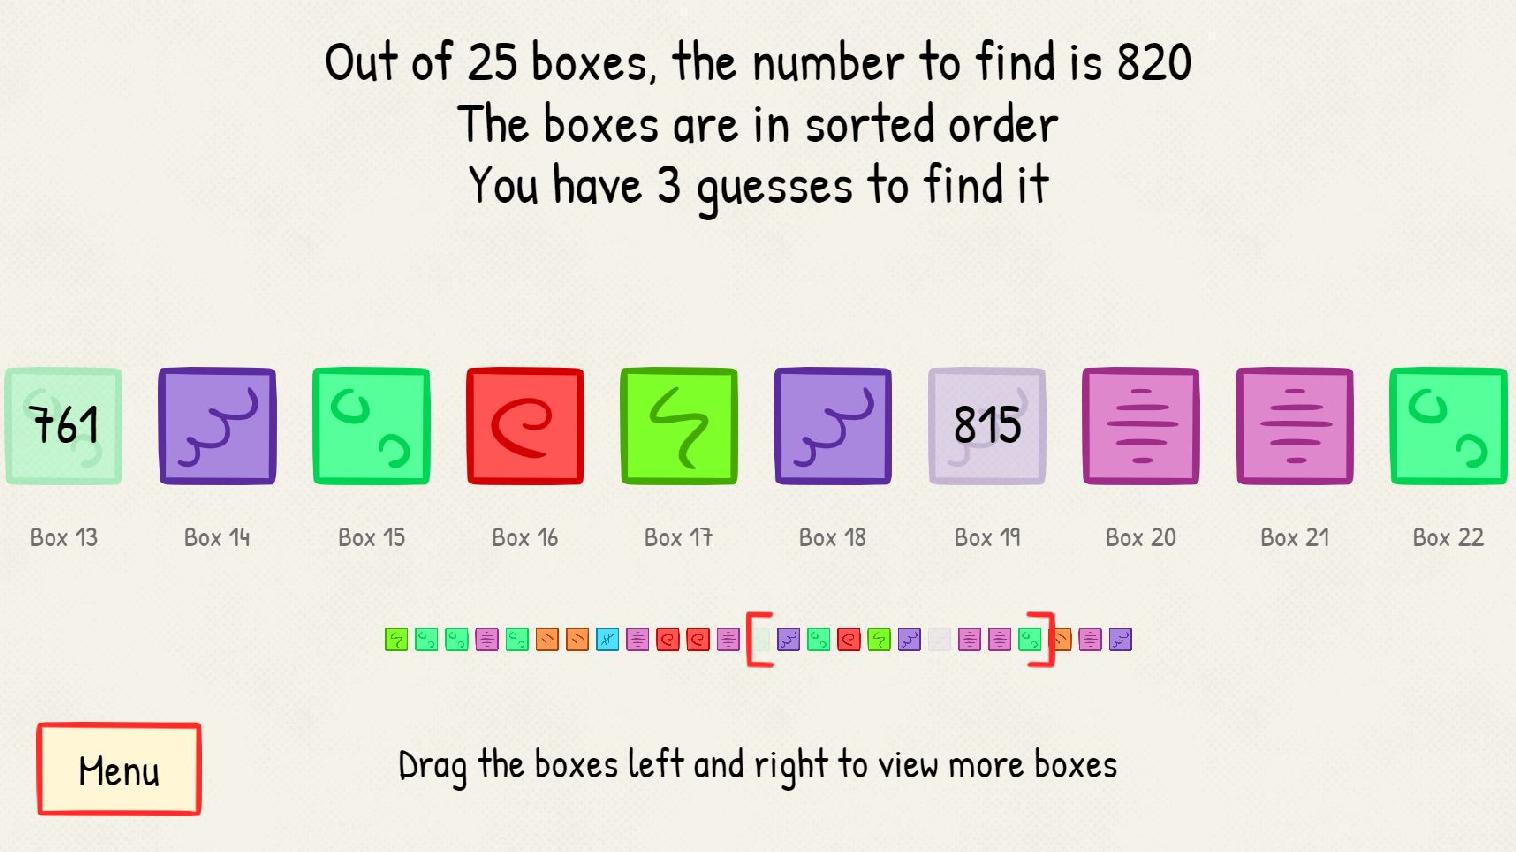 Out of 25 boxes, the number to find is 820
The boxes are in sorted order
You have 3 guesses to find it
761
815
Box 13
Box 14
Box 15
Box 16
Box 17
Box 18
Box 19
Box 20
Box 21
Box 22
Menu
Drag the boxes left and right to view more boxes